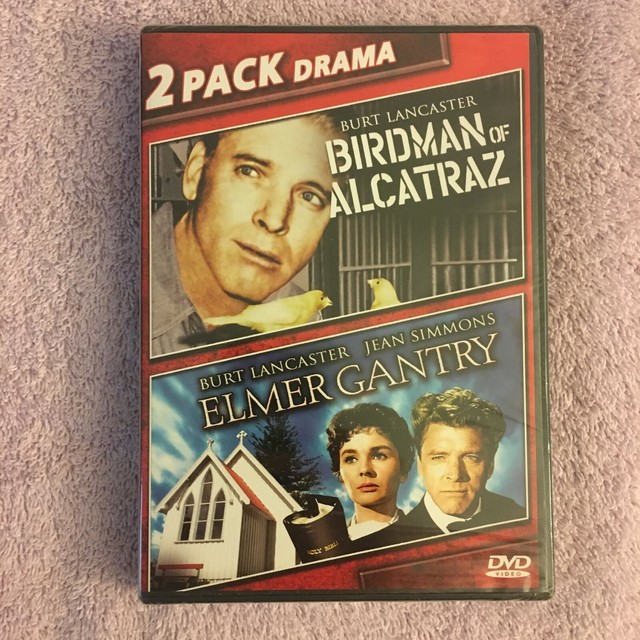 2 PACK DRAMA
BURT LANCASTER
BIRDMAN OF
ALCATRAZ
BURT LANCASTER JEAN SIMMONS
ELMER GANTRY
HOLY BIBLE
DVD
VIDEO